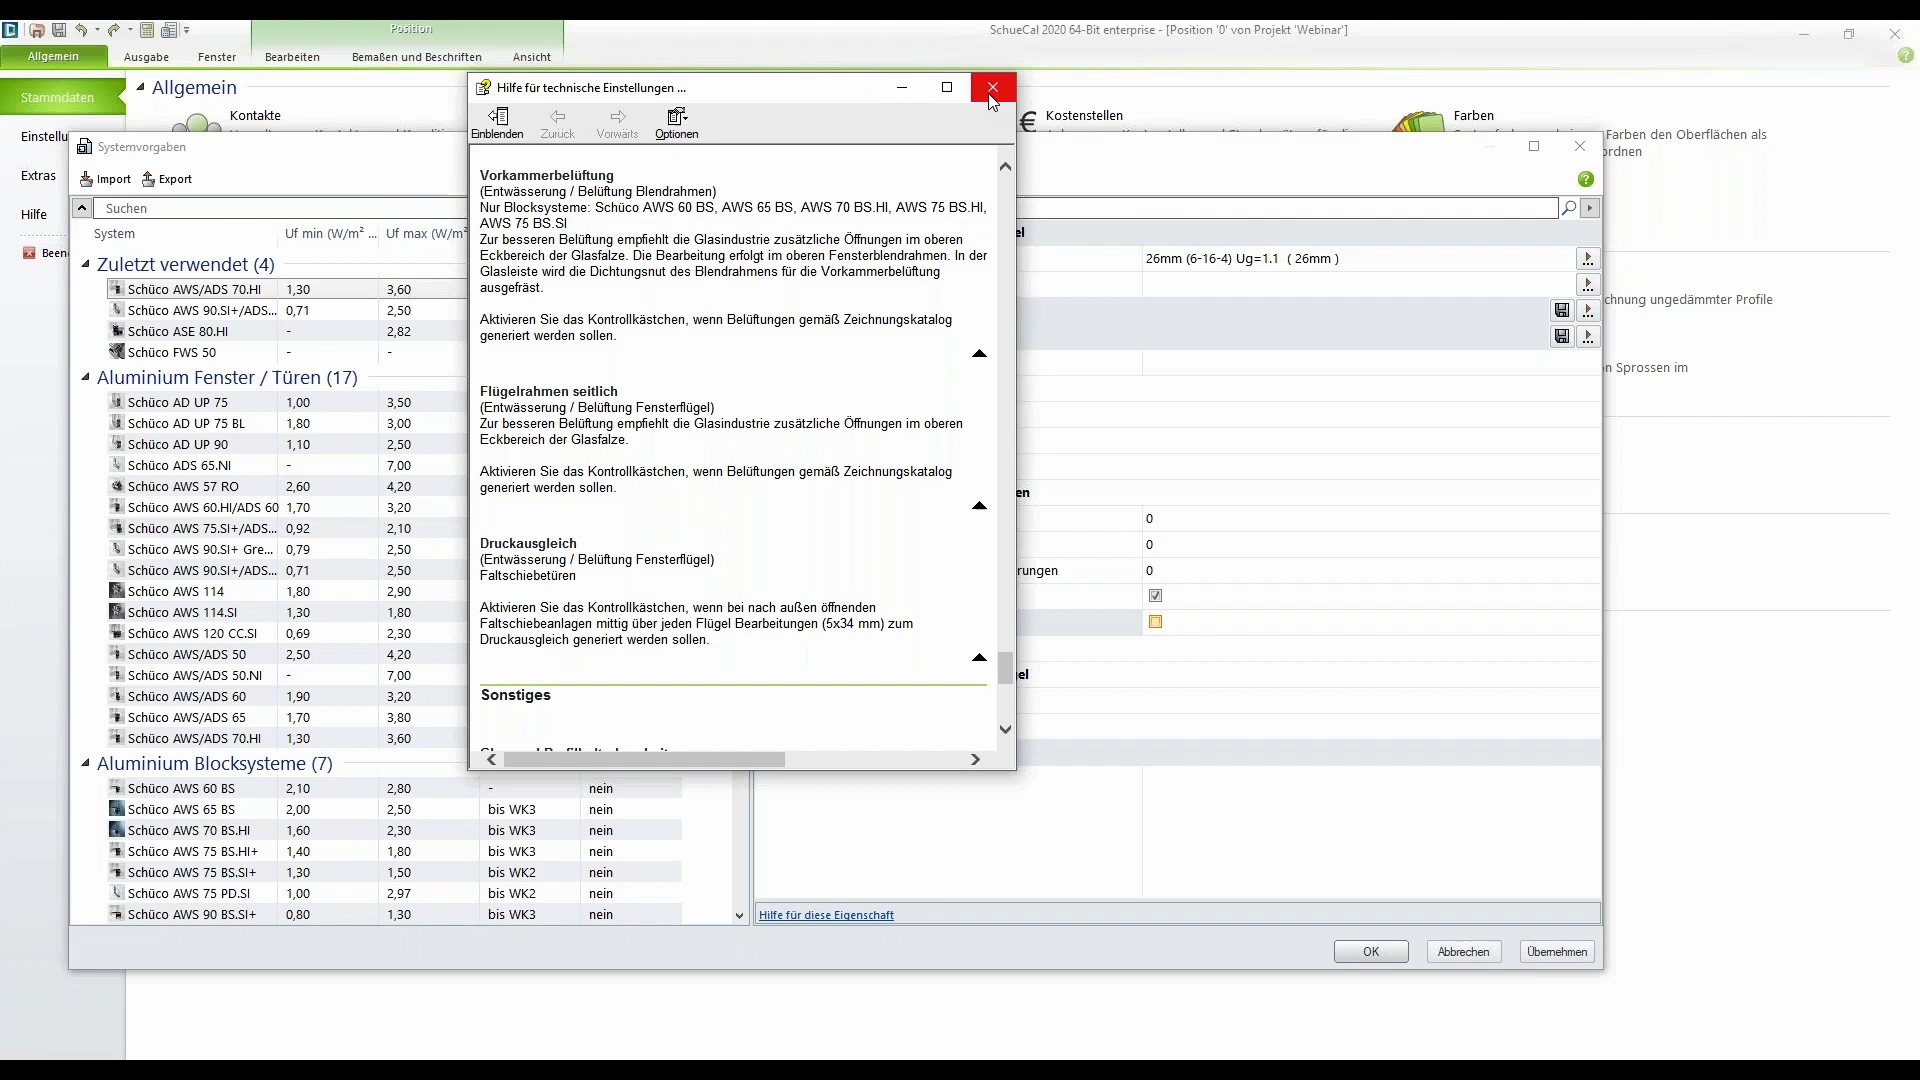 Position
SchueCal 2020 64-Bit enterprise - [Position '0' von Projekt 'Webinar']
Allgemein
Ausgabe
Fenster
Bearbeiten
Bemaßen und Beschriften
Ansicht
Stammdaten
Extras
Hilfe
Allgemein
Kontakte
Kostenstellen
Farben
Farben den Oberflächen als
Hilfe für technische Einstellungen ...
Einblenden
Zurück
Vorwärts
Optionen
Systemvorgaben
Import
Export
Suchen
System
Uf min (W/m² ...
Uf max (W/m²
Zuletzt verwendet (4)
Schüco AWS/ADS 70.HI 1,30 3,60
Schüco AWS 90.SI+/ADS... 0,71 2,50
Schüco ASE 80.HI - 2,82
Schüco FWS 50 - -
Aluminium Fenster / Türen (17)
Schüco AD UP 75 1,00 3,50
Schüco AD UP 75 BL 1,80 3,00
Schüco AD UP 90 1,10 2,50
Schüco ADS 65.NI - 7,00
Schüco AWS 57 RO 2,60 4,20
Schüco AWS 60.HI/ADS 60 1,70 3,20
Schüco AWS 75.SI+/ADS... 0,92 2,10
Schüco AWS 90.SI+ Gre... 0,79 2,50
Schüco AWS 90.SI+/ADS... 0,71 2,50
Schüco AWS 114 1,80 2,90
Schüco AWS 114.SI 1,30 1,80
Schüco AWS 120 CC.SI 0,69 2,30
Schüco AWS/ADS 50 2,50 4,20
Schüco AWS/ADS 50.NI - 7,00
Schüco AWS/ADS 60 1,90 3,20
Schüco AWS/ADS 65 1,70 3,80
Schüco AWS/ADS 70.HI 1,30 3,60
Aluminium Blocksysteme (7)
Schüco AWS 60 BS 2,10 2,80 - nein
Schüco AWS 65 BS 2,00 2,50 bis WK3 nein
Schüco AWS 70 BS.HI 1,60 2,30 bis WK3 nein
Schüco AWS 75 BS.HI+ 1,40 1,80 bis WK3 nein
Schüco AWS 75 BS.SI+ 1,30 1,50 bis WK2 nein
Schüco AWS 75 PD.SI 1,00 2,97 bis WK2 nein
Schüco AWS 90 BS.SI+ 0,80 1,30 bis WK3 nein
Vorkammerbelüftung
(Entwässerung / Belüftung Blendrahmen)
Nur Blocksysteme: Schüco AWS 60 BS, AWS 65 BS, AWS 70 BS.HI, AWS 75 BS.HI,
AWS 75 BS.SI
Zur besseren Belüftung empfiehlt die Glasindustrie zusätzliche Öffnungen im oberen
Eckbereich der Glasfalze. Die Bearbeitung erfolgt im oberen Fensterblendrahmen. In der
Glasleiste wird die Dichtungsnut des Blendrahmens für die Vorkammerbelüftung
ausgefräst.
Aktivieren Sie das Kontrollkästchen, wenn Belüftungen gemäß Zeichnungskatalog
generiert werden sollen.
Flügelrahmen seitlich
(Entwässerung / Belüftung Fensterflügel)
Zur besseren Belüftung empfiehlt die Glasindustrie zusätzliche Öffnungen im oberen
Eckbereich der Glasfalze.
Aktivieren Sie das Kontrollkästchen, wenn Belüftungen gemäß Zeichnungskatalog
generiert werden sollen.
Druckausgleich
(Entwässerung / Belüftung Fensterflügel)
Faltschiebetüren
Aktivieren Sie das Kontrollkästchen, wenn bei nach außen öffnenden
Faltschiebeanlagen mittig über jeden Flügel Bearbeitungen (5x34 mm) zum
Druckausgleich generiert werden sollen.
Sonstiges
26mm (6-16-4) Ug=1.1 ( 26mm )
0
0
rungen 0
chnung ungedämmter Profile
n Sprossen im
Hilfe für diese Eigenschaft
OK
Abbrechen
Übernehmen